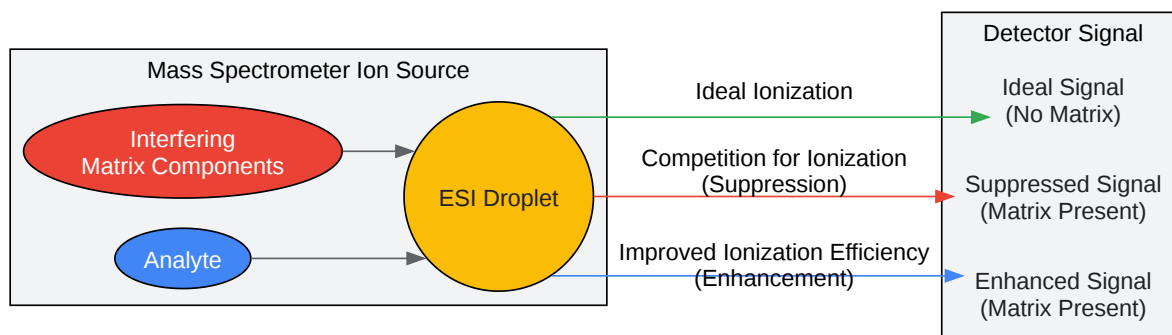 Mass Spectrometer Ion Source
Interfering
Matrix Components
Analyte
ESI Droplet
Ideal Ionization
Competition for Ionization
(Suppression)
Improved Ionization Efficiency
(Enhancement)
Detector Signal
Ideal Signal
(No Matrix)
Suppressed Signal
(Matrix Present)
Enhanced Signal
(Matrix Present)